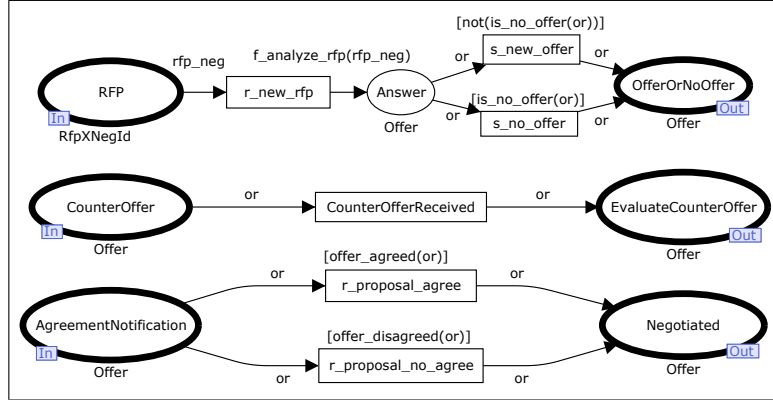 [not(is_no_offer(or))]
rfp_neg
f_analyze_rfp(rfp_neg)
or
s_new_offer
or
RFP
r_new_rfp
Answer
OfferOrNoOffer
[is_no_offer(or)]
In
Out
RfpXNegId
Offer
or
s_no_offer
or
Offer
or
or
CounterOffer
CounterOfferReceived
EvaluateCounterOffer
In
Out
Offer
Offer
[offer_agreed(or)]
or
r_proposal_agree
or
AgreementNotification
Negotiated
[offer_disagreed(or)]
In
Out
r_proposal_no_agree
Offer
or
or
Offer